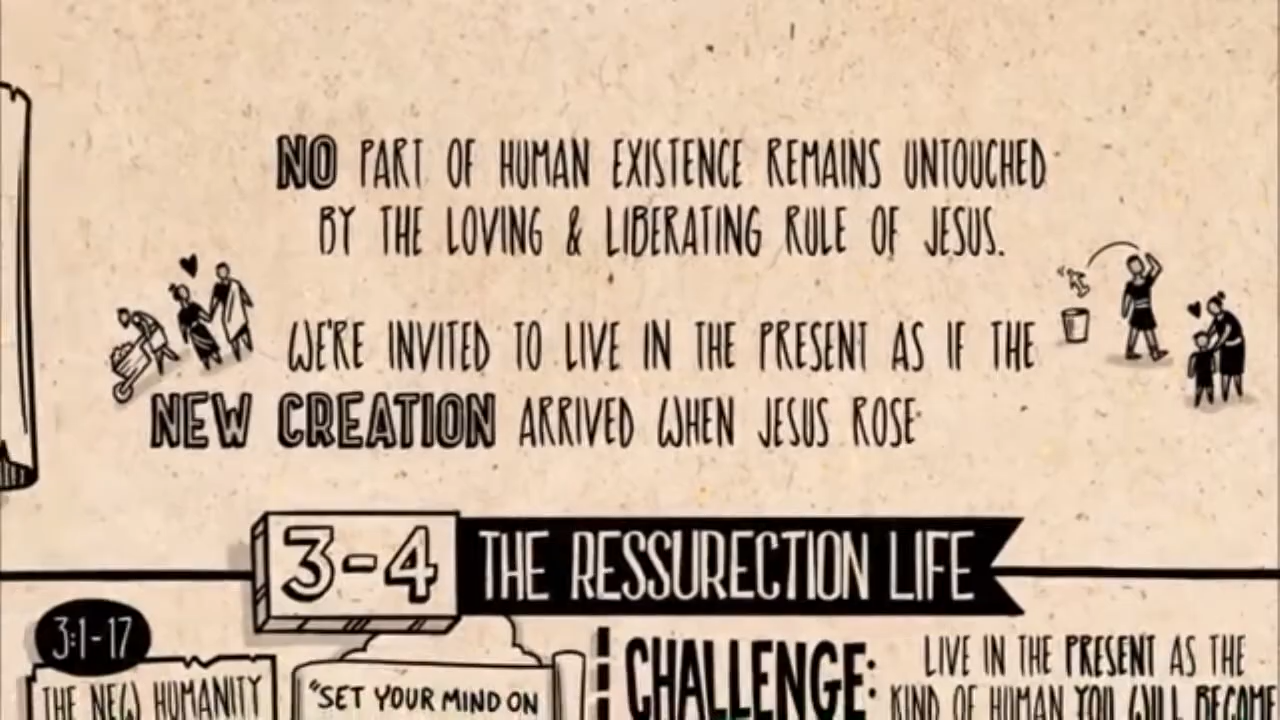 NO PART OF HUMAN EXISTENCE REMAINS UNTOUCHED
BY THE LOVING & LIBERATING RULE OF JESUS.
WE'RE INVITED TO LIVE IN THE PRESENT AS IF THE
NEW CREATION ARRIVED WHEN JESUS ROSE
3-4 THE RESSURECTION LIFE
3:1-17
THE NEW HUMANITY
"SET YOUR MIND ON
CHALLENGE: LIVE IN THE PRESENT AS THE
KIND OF HUMAN YOU WILL BECOME